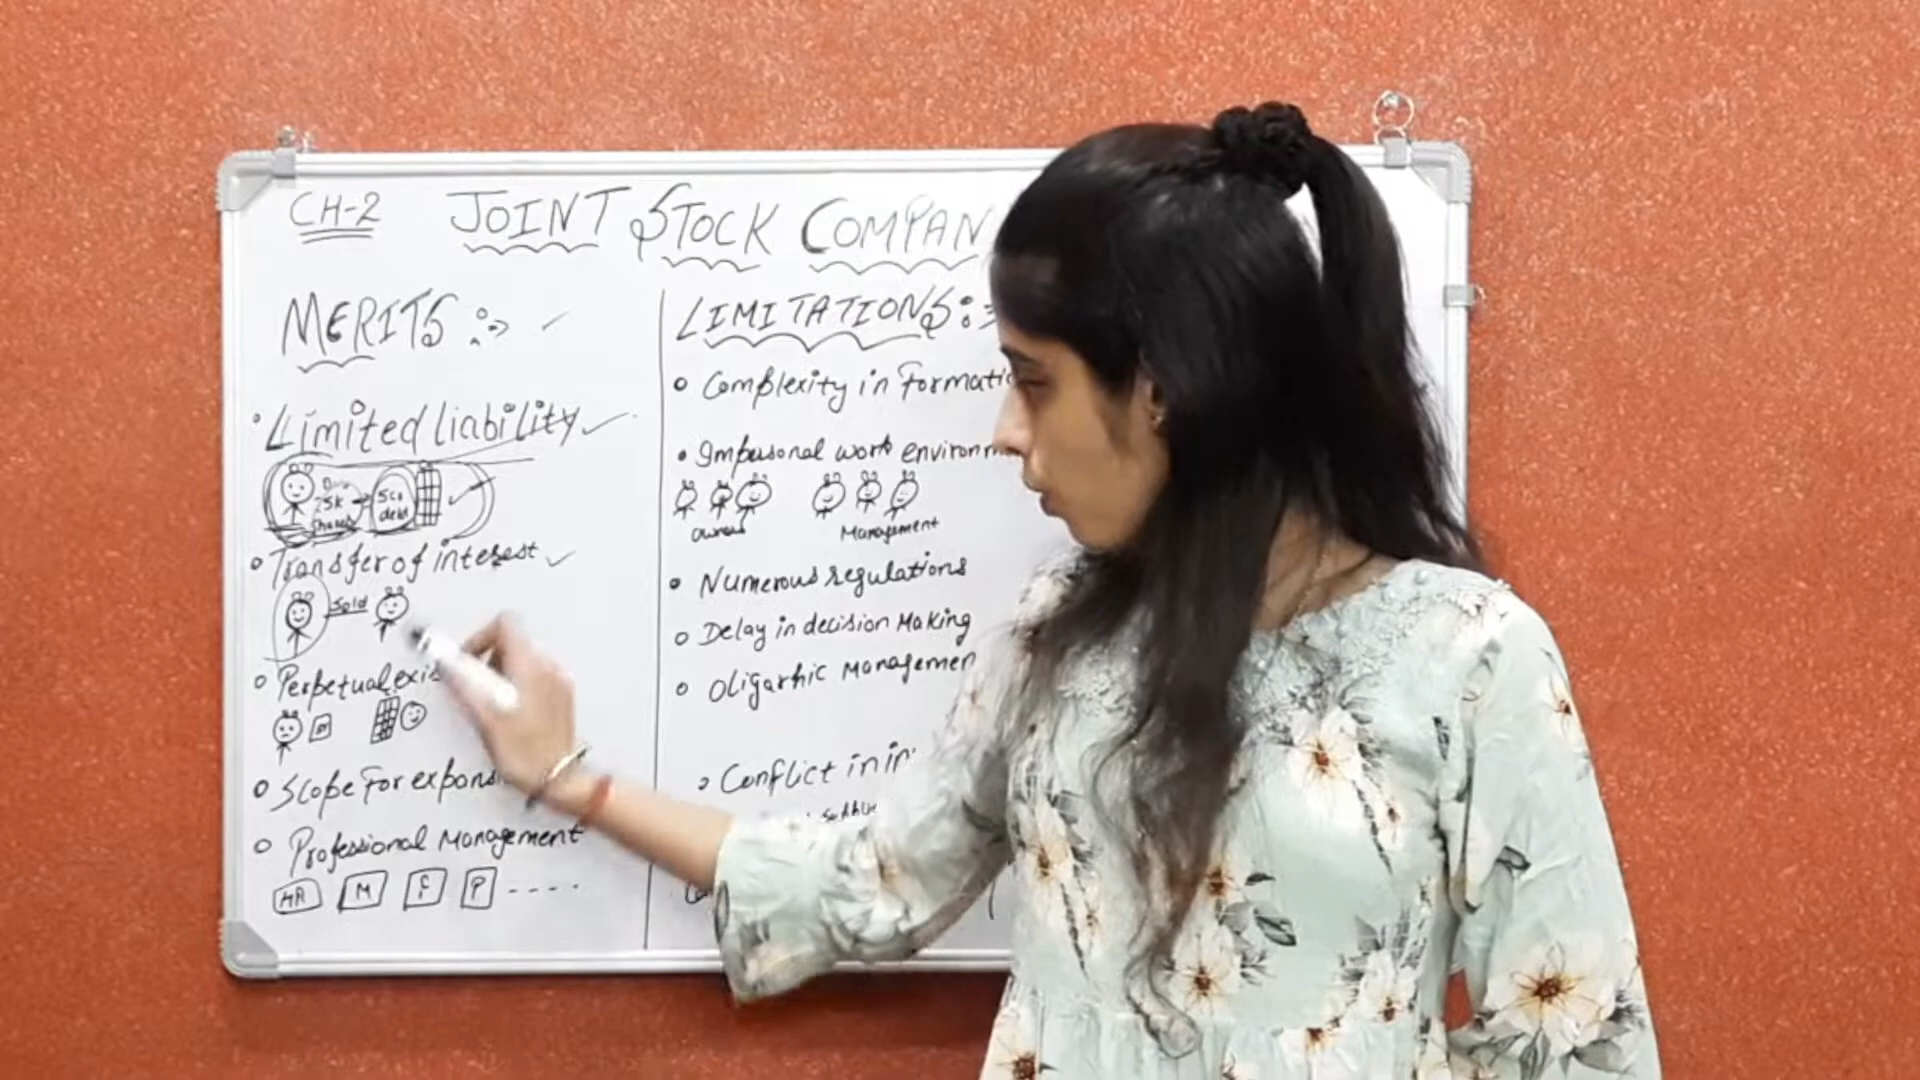 CH-2 JOINT STOCK COMPAN
MERITS :->
Limited liability
25k
Shares
5cr
debt
Transfer of interest
Sold
Perpetual exis
Scope For expans
Professional Management
HR M F P ----
LIMITATIONS:
Complexity in Formatio
Impersonal work environm
owners Management
Numerous regulations
Delay in decision Making
Oligarhic Managemen
Conflict in in